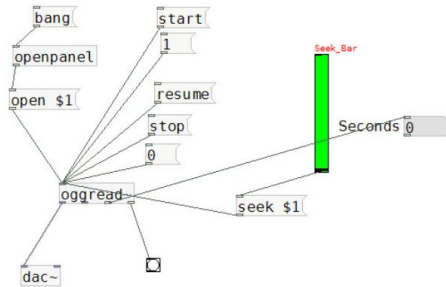 bang
start
openpanel
1
Seek_Bar
open $1
resume
stop
Seconds 0
0
oggread
seek $1
dac~